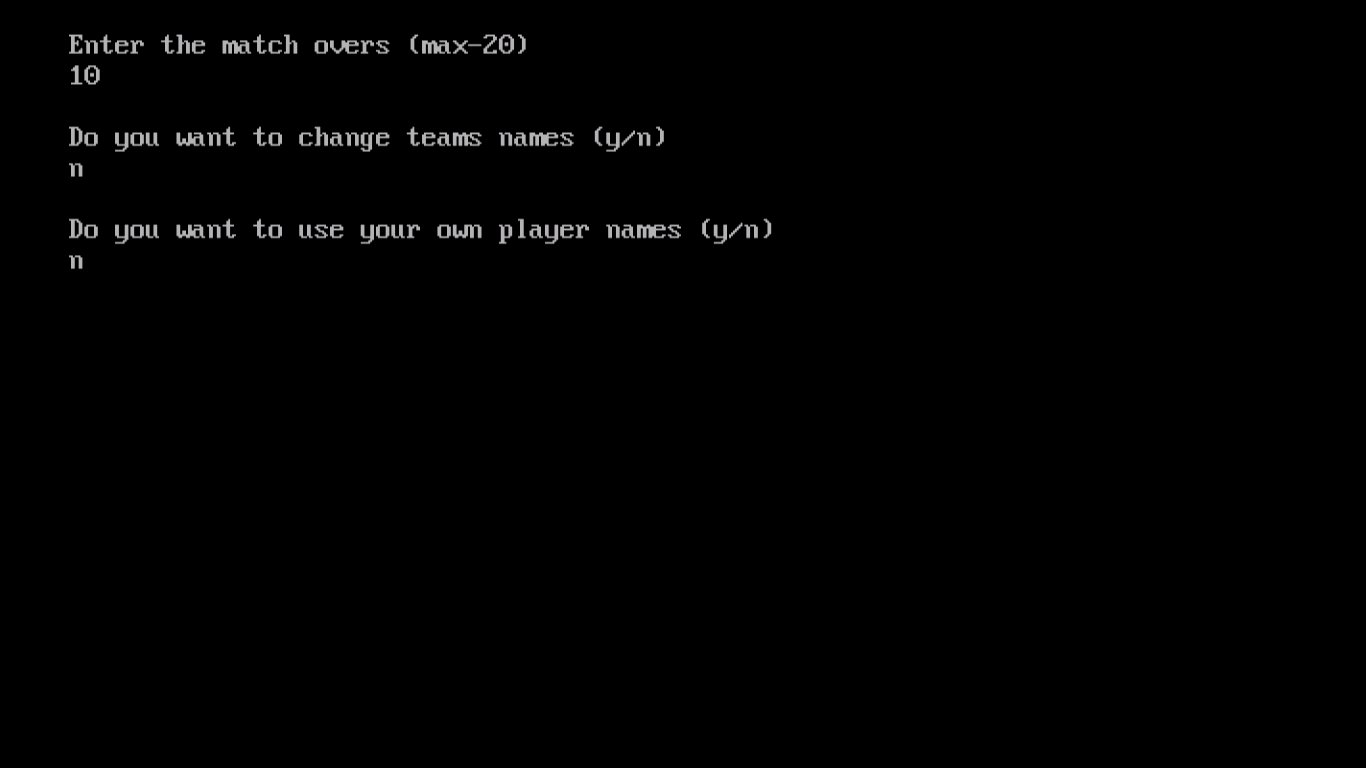 Enter the match overs (max-20)
10
Do you want to change teams names (y/n)
n
Do you want to use your own player names (y/n)
n